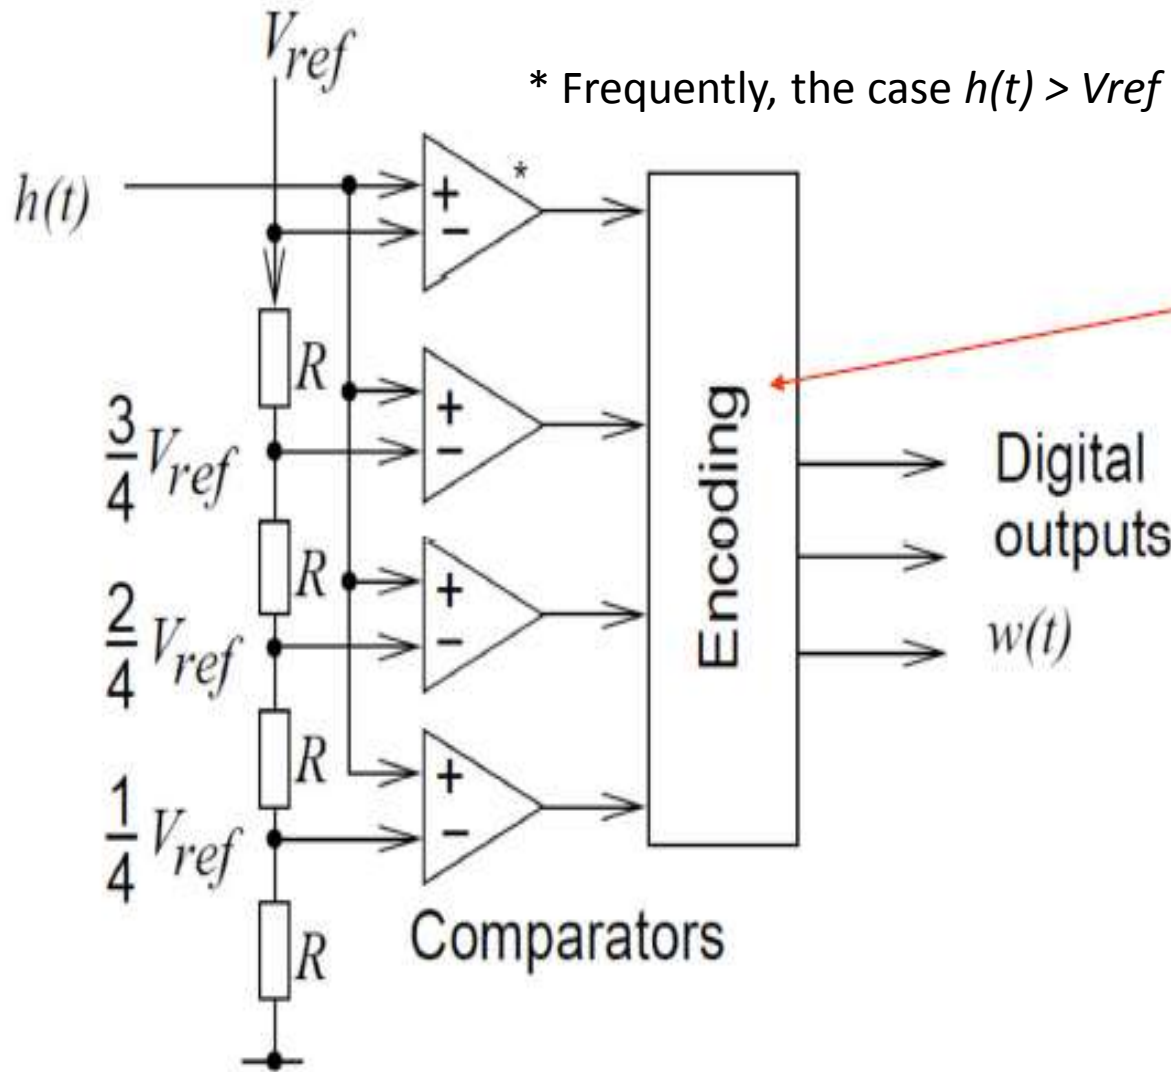 V_ref
* Frequently, the case h(t) > Vref
*
h(t)
+
−
R
3/4 V_ref
+
−
R
2/4 V_ref
+
−
R
1/4 V_ref
+
−
R
Encoding
Digital
outputs
w(t)
Comparators